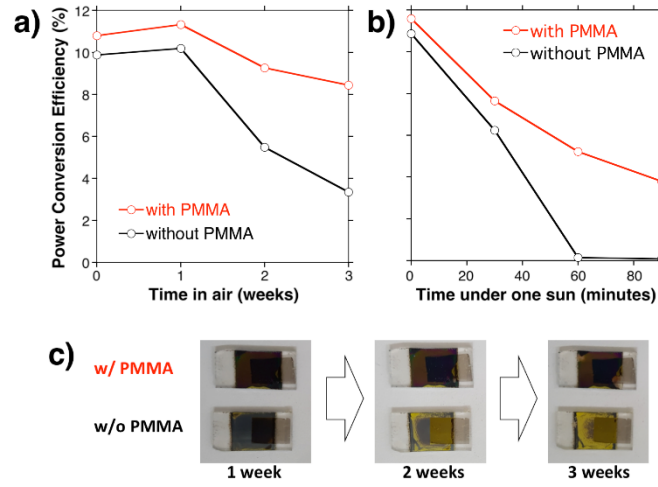 a)
Power Conversion Efficiency (%)
12
10
8
6
4
2
0
with PMMA
without PMMA
0 1 2 3
Time in air (weeks)
b)
with PMMA
without PMMA
0 20 40 60 80
Time under one sun (minutes)
c)
w/ PMMA
w/o PMMA
1 week
2 weeks
3 weeks